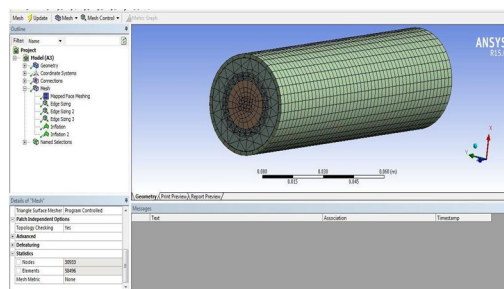 Mesh Update Mesh Mesh Control Metric Graph
Outline
Filter: Name
Project
Model (A3)
Geometry
Coordinate Systems
Connections
Mesh
Mapped Face Meshing
Edge Sizing
Edge Sizing 2
Edge Sizing 3
Inflation
Inflation 2
Named Selections
ANSYS
0.000 0.030 0.060 (m)
0.015 0.045
Geometry Print Preview Report Preview
Details of "Mesh"
Triangle Surface Mesher Program Controlled
Patch Independent Options
Topology Checking Yes
Advanced
Defeaturing
Statistics
Nodes
Elements
Mesh Metric None
Messages
Text Association Timestamp